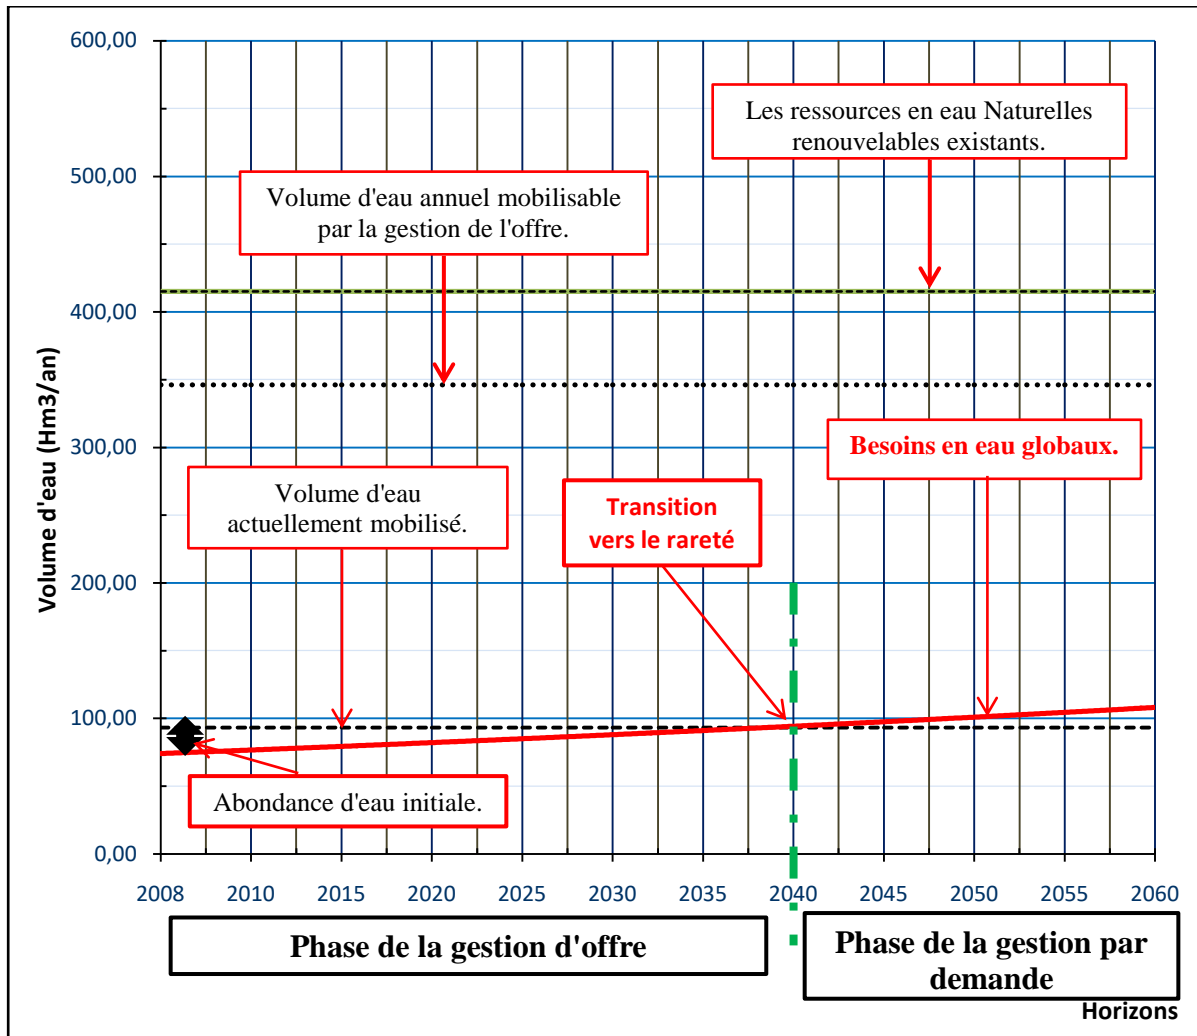 600,00
500,00
400,00
300,00
200,00
100,00
0,00
Volume d'eau (Hm3/an)
Les ressources en eau Naturelles
renouvelables existants.
Volume d'eau annuel mobilisable
par la gestion de l'offre.
Besoins en eau globaux.
Volume d'eau
actuellement mobilisé.
Transition
vers le rareté
Abondance d'eau initiale.
2008 2010 2015 2020 2025 2030 2035 2040 2045 2050 2055 2060
Phase de la gestion d'offre
Phase de la gestion par
demande
Horizons